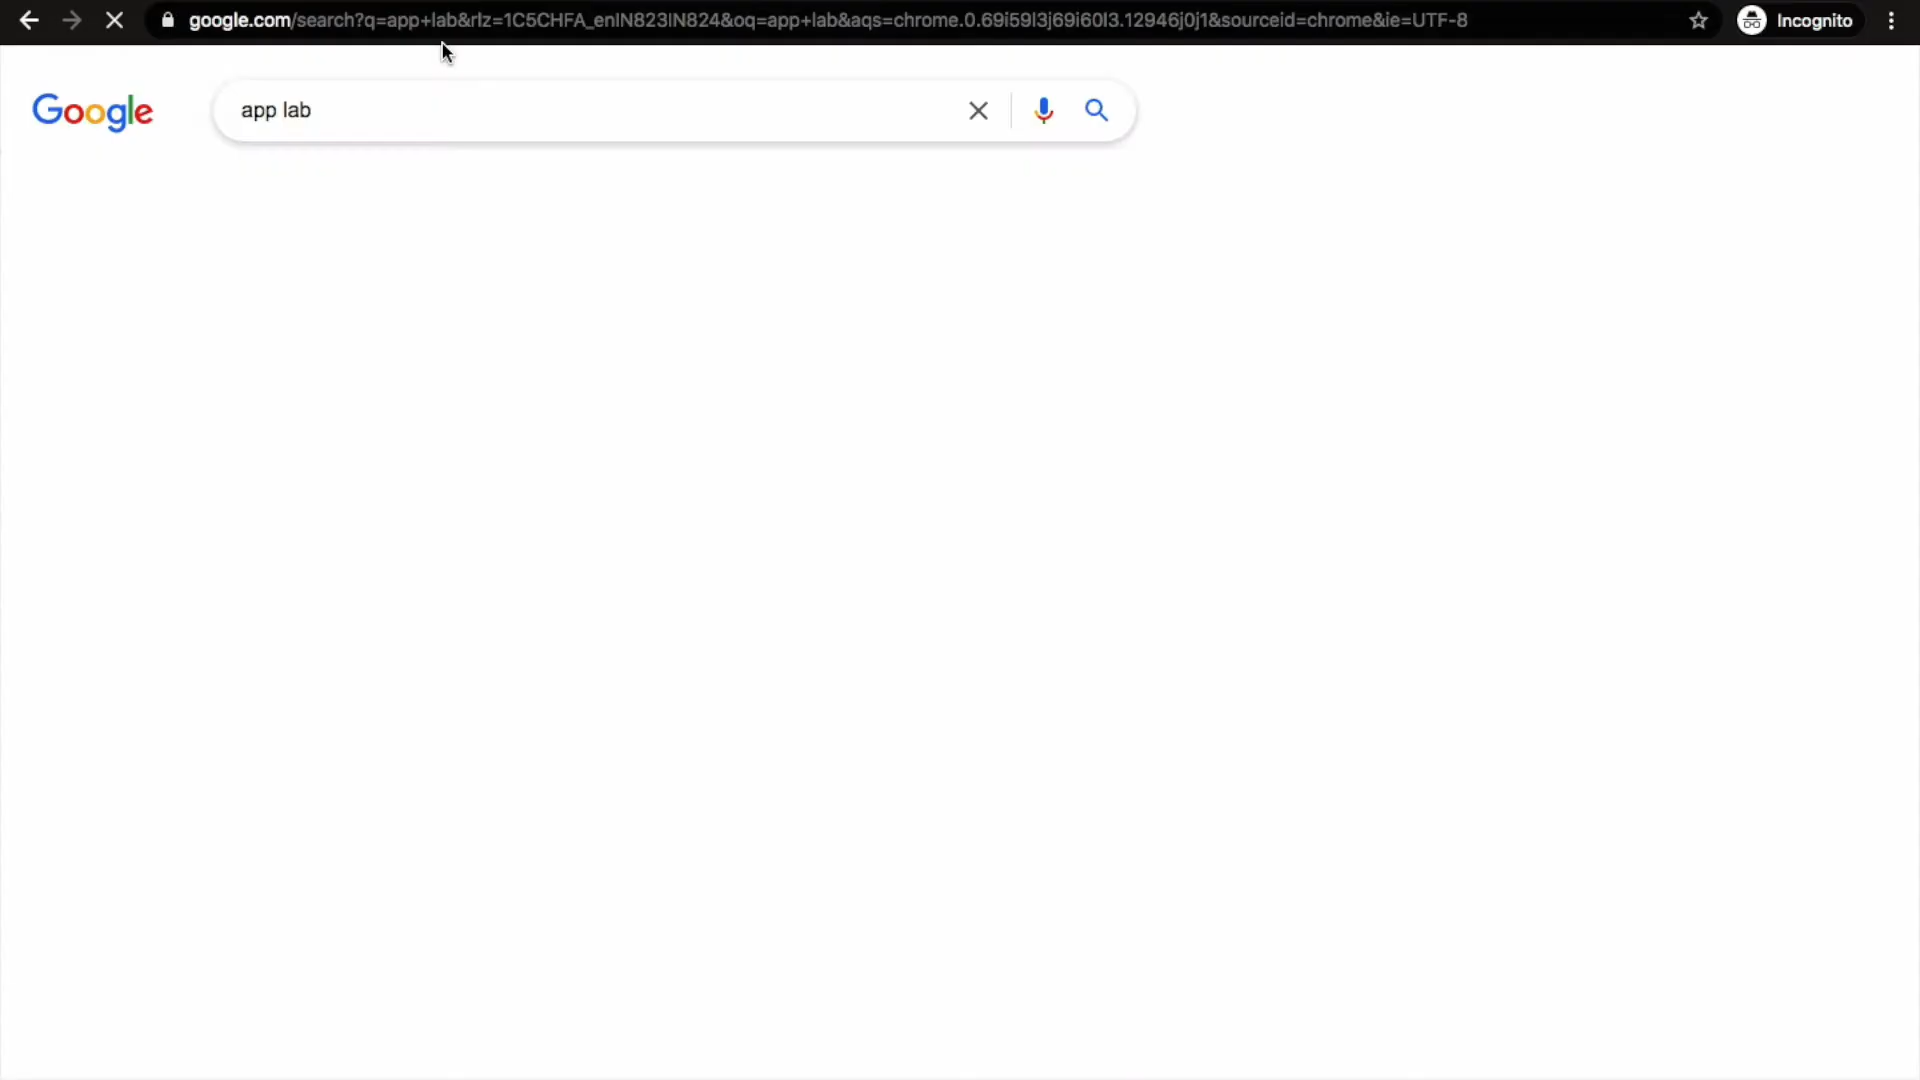 google.com/search?q=app+lab&rlz=1C5CHFA_enIN823IN824&oq=app+lab&aqs=chrome.0.69i59l3j69i60l3.12946j0j1&sourceid=chrome&ie=UTF-8
Incognito
Google
app lab